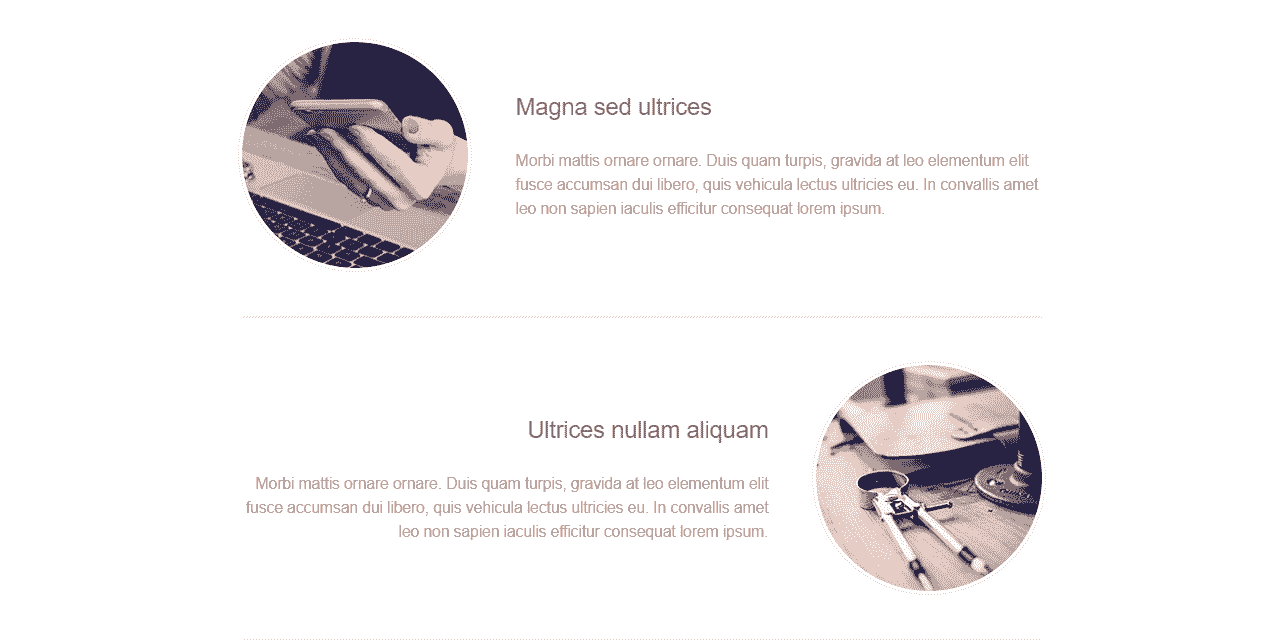 Magna sed ultrices
Morbi mattis ornare ornare. Duis quam turpis, gravida at leo elementum elit
fusce accumsan dui libero, quis vehicula lectus ultricies eu. In convallis amet
leo non sapien iaculis efficitur consequat lorem ipsum.
Ultrices nullam aliquam
Morbi mattis ornare ornare. Duis quam turpis, gravida at leo elementum elit
fusce accumsan dui libero, quis vehicula lectus ultricies eu. In convallis amet
leo non sapien iaculis efficitur consequat lorem ipsum.